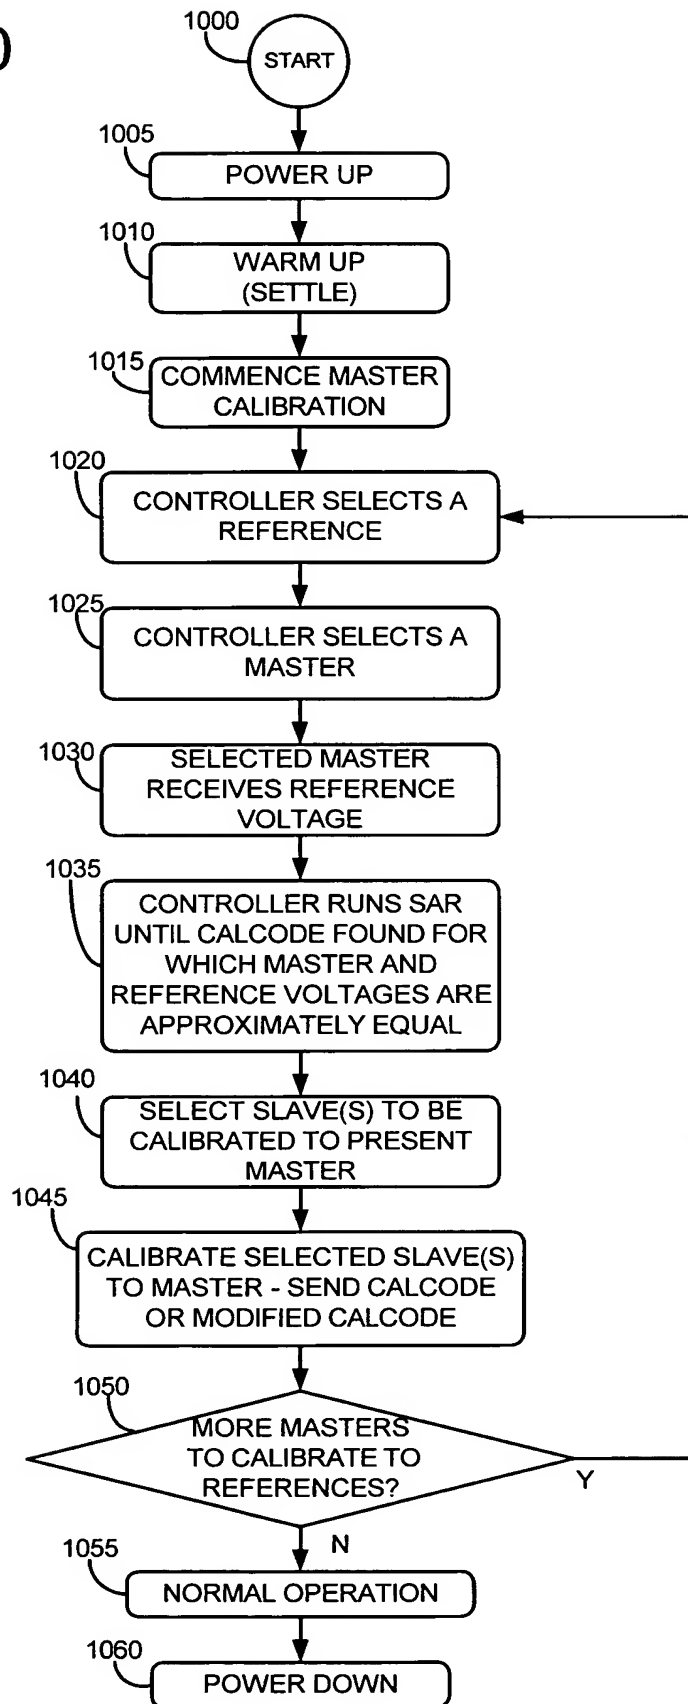 1000
START
1005
POWER UP
1010
WARM UP
(SETTLE)
1015
COMMENCE MASTER
CALIBRATION
1020
CONTROLLER SELECTS A
REFERENCE
1025
CONTROLLER SELECTS A
MASTER
1030
SELECTED MASTER
RECEIVES REFERENCE
VOLTAGE
1035
CONTROLLER RUNS SAR
UNTIL CALCODE FOUND FOR
WHICH MASTER AND
REFERENCE VOLTAGES ARE
APPROXIMATELY EQUAL
1040
SELECT SLAVE(S) TO BE
CALIBRATED TO PRESENT
MASTER
1045
CALIBRATE SELECTED SLAVE(S)
TO MASTER - SEND CALCODE
OR MODIFIED CALCODE
1050
MORE MASTERS
TO CALIBRATE TO
REFERENCES?
Y
N
1055
NORMAL OPERATION
1060
POWER DOWN